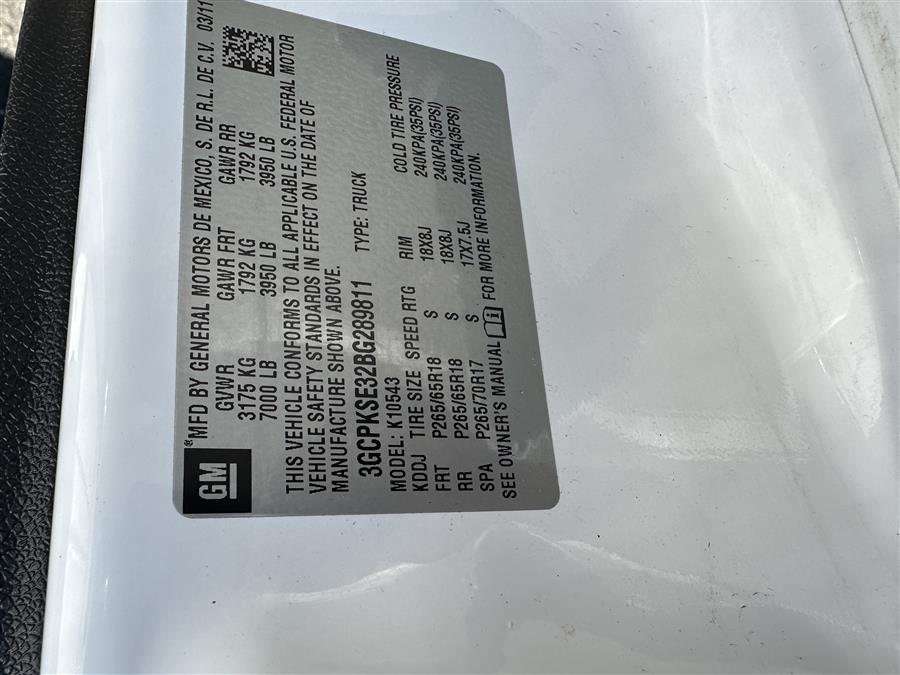 GM
®MFD BY GENERAL MOTORS DE MEXICO, S. DE R.L. DE C.V. 03/11
GVWR GAWR FRT GAWR RR
3175 KG 1792 KG 1792 KG
7000 LB 3950 LB 3950 LB
THIS VEHICLE CONFORMS TO ALL APPLICABLE U.S. FEDERAL MOTOR
VEHICLE SAFETY STANDARDS IN EFFECT ON THE DATE OF
MANUFACTURE SHOWN ABOVE.
3GCPKSE32BG289811 TYPE: TRUCK
MODEL: K10543
KDDJ TIRE SIZE SPEED RTG RIM COLD TIRE PRESSURE
FRT P265/65R18 S 18X8J 240KPA(35PSI)
RR P265/65R18 S 18X8J 240KPA(35PSI)
SPA P265/70R17 S 17X7.5J 240KPA(35PSI)
SEE OWNER'S MANUAL i FOR MORE INFORMATION.